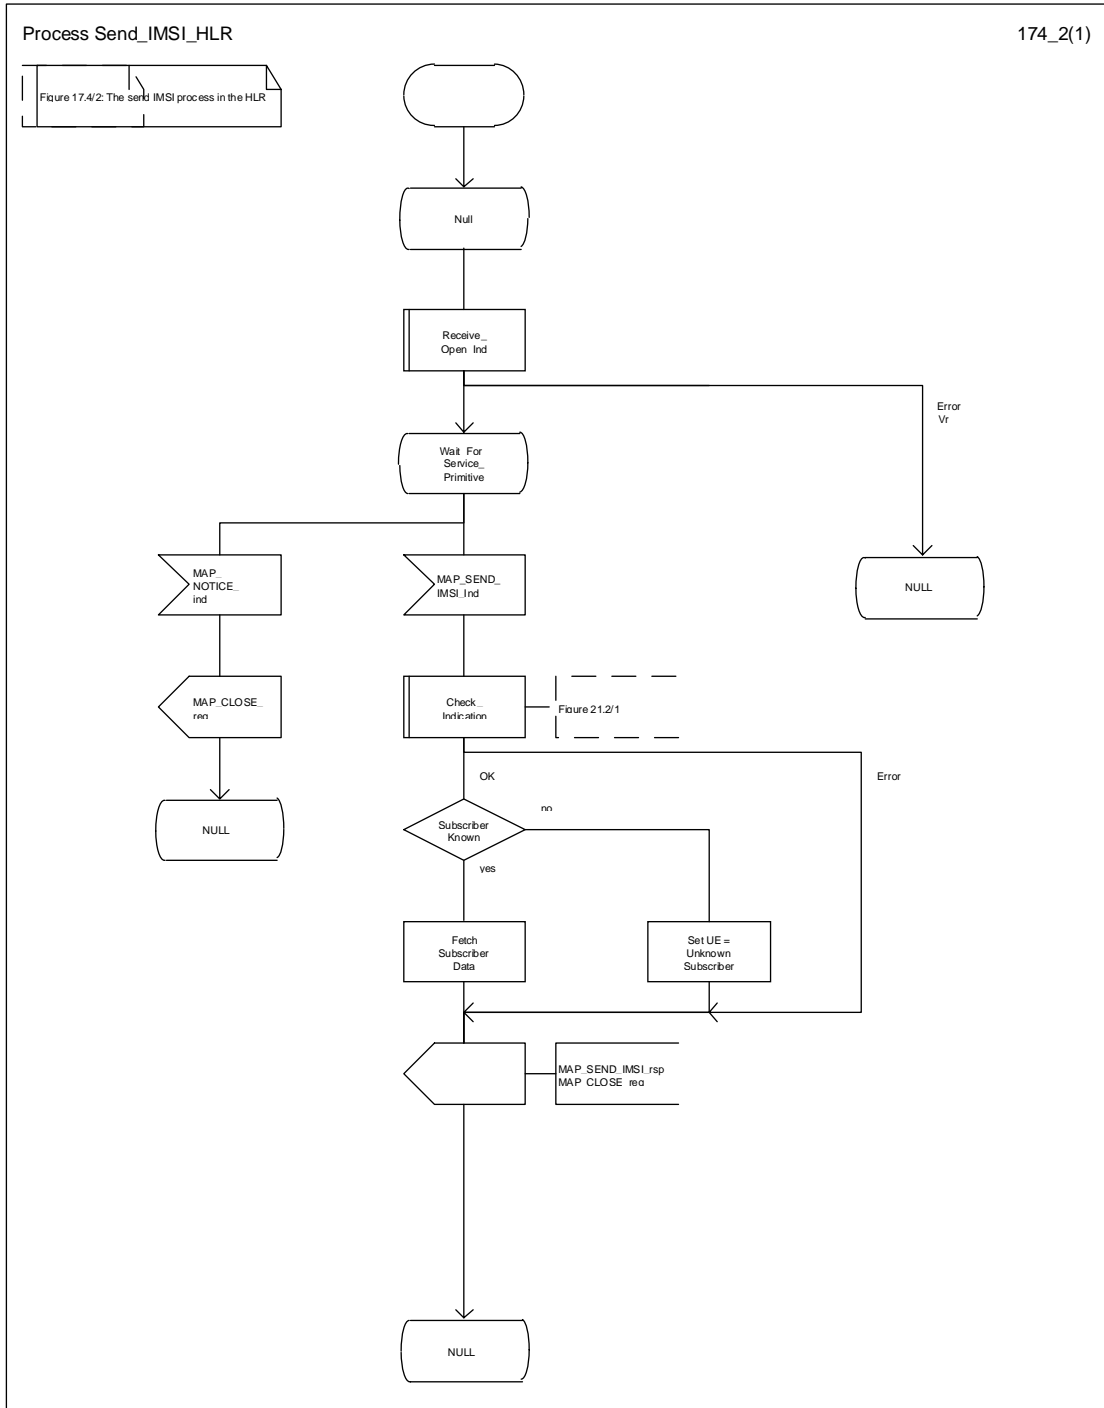 Process Send_IMSI_HLR
174_2(1)
Figure 17.4/2: The send IMSI process in the HLR
Null
Receive_
Open Ind
Error
Vr
Wait For
Service_
Primitive
MAP_
NOTICE_
ind
MAP_SEND_
IMSI_Ind
NULL
MAP_CLOSE_
req
Check_
Indication
Figure 21.2/1
OK
Error
NULL
no
Subscriber
Known
yes
Fetch
Subscriber
Data
Set UE =
Unknown
Subscriber
MAP_SEND_IMSI_rsp
MAP CLOSE req
NULL